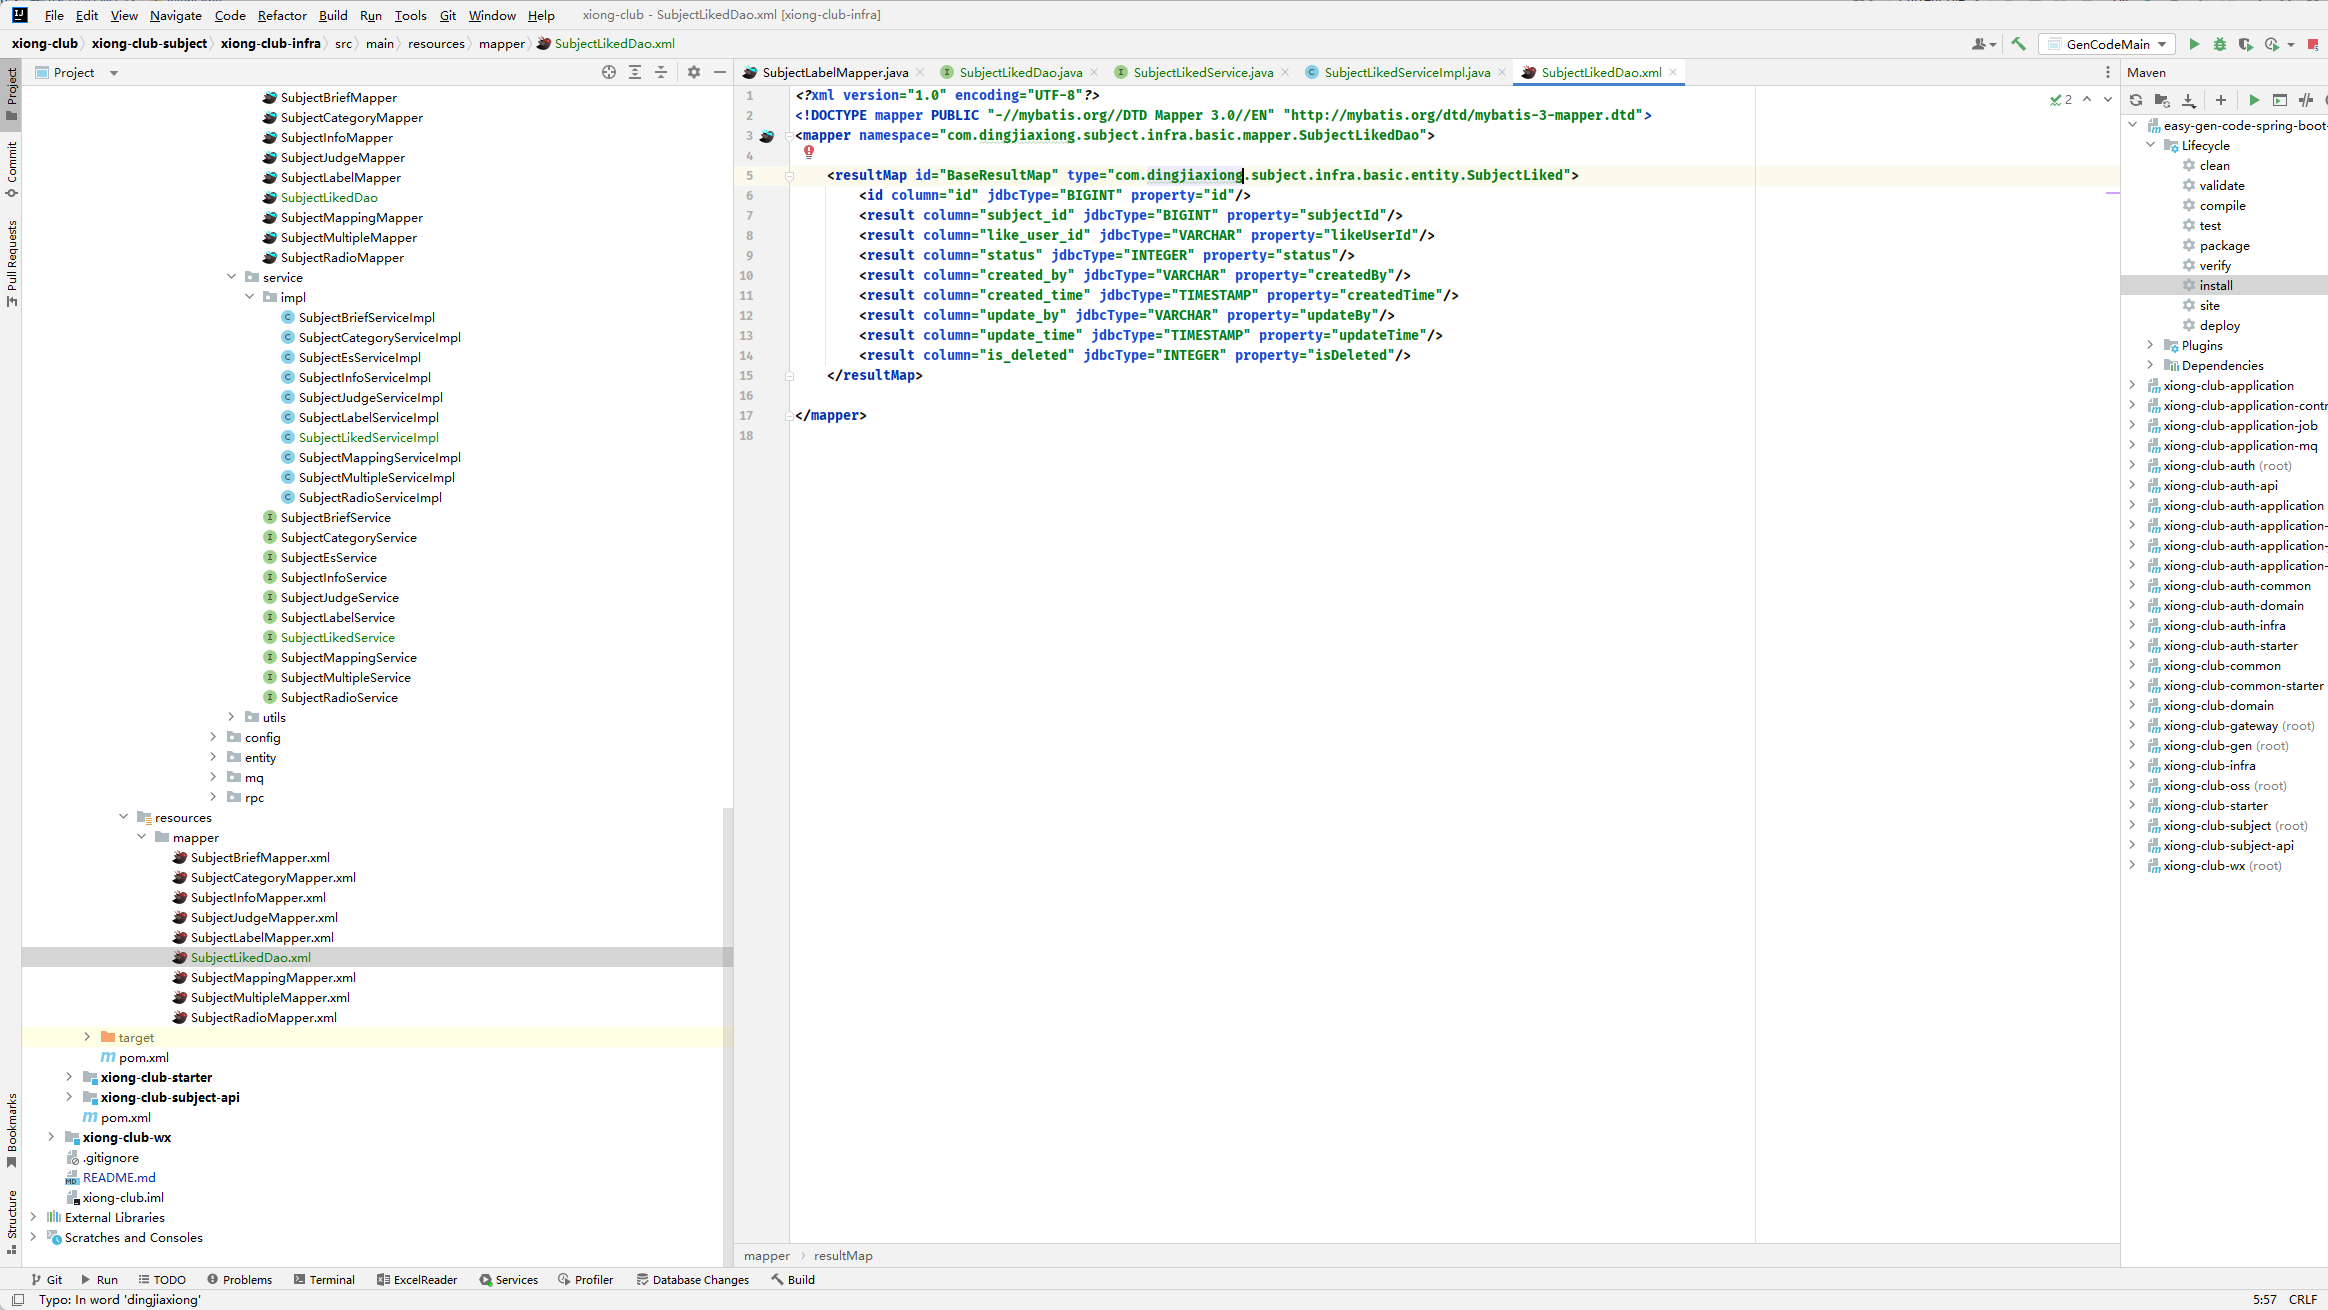 File Edit View Navigate Code Refactor Build Run Tools Git Window Help xiong-club - SubjectLikedDao.xml [xiong-club-infra]
xiong-club xiong-club-subject xiong-club-infra src main resources mapper SubjectLikedDao.xml
GenCodeMain
Project
SubjectLabelMapper.java SubjectLikedDao.java SubjectLikedService.java SubjectLikedServiceImpl.java SubjectLikedDao.xml
Maven
Project
Commit
Pull Requests
Bookmarks
Structure
SubjectBriefMapper
SubjectCategoryMapper
SubjectInfoMapper
SubjectJudgeMapper
SubjectLabelMapper
SubjectLikedDao
SubjectMappingMapper
SubjectMultipleMapper
SubjectRadioMapper
service
impl
SubjectBriefServiceImpl
SubjectCategoryServiceImpl
SubjectEsServiceImpl
SubjectInfoServiceImpl
SubjectJudgeServiceImpl
SubjectLabelServiceImpl
SubjectLikedServiceImpl
SubjectMappingServiceImpl
SubjectMultipleServiceImpl
SubjectRadioServiceImpl
SubjectBriefService
SubjectCategoryService
SubjectEsService
SubjectInfoService
SubjectJudgeService
SubjectLabelService
SubjectLikedService
SubjectMappingService
SubjectMultipleService
SubjectRadioService
utils
config
entity
mq
rpc
resources
mapper
SubjectBriefMapper.xml
SubjectCategoryMapper.xml
SubjectInfoMapper.xml
SubjectJudgeMapper.xml
SubjectLabelMapper.xml
SubjectLikedDao.xml
SubjectMappingMapper.xml
SubjectMultipleMapper.xml
SubjectRadioMapper.xml
target
pom.xml
xiong-club-starter
xiong-club-subject-api
pom.xml
xiong-club-wx
.gitignore
README.md
xiong-club.iml
External Libraries
Scratches and Consoles
2
1 <?xml version="1.0" encoding="UTF-8"?>
2 <!DOCTYPE mapper PUBLIC "-//mybatis.org//DTD Mapper 3.0//EN" "http://mybatis.org/dtd/mybatis-3-mapper.dtd">
3 <mapper namespace="com.dingjiaxiong.subject.infra.basic.mapper.SubjectLikedDao">
4
5 <resultMap id="BaseResultMap" type="com.dingjiaxiong.subject.infra.basic.entity.SubjectLiked">
6 <id column="id" jdbcType="BIGINT" property="id"/>
7 <result column="subject_id" jdbcType="BIGINT" property="subjectId"/>
8 <result column="like_user_id" jdbcType="VARCHAR" property="likeUserId"/>
9 <result column="status" jdbcType="INTEGER" property="status"/>
10 <result column="created_by" jdbcType="VARCHAR" property="createdBy"/>
11 <result column="created_time" jdbcType="TIMESTAMP" property="createdTime"/>
12 <result column="update_by" jdbcType="VARCHAR" property="updateBy"/>
13 <result column="update_time" jdbcType="TIMESTAMP" property="updateTime"/>
14 <result column="is_deleted" jdbcType="INTEGER" property="isDeleted"/>
15 </resultMap>
16
17 </mapper>
18
mapper resultMap
easy-gen-code-spring-boot-
Lifecycle
clean
validate
compile
test
package
verify
install
site
deploy
Plugins
Dependencies
xiong-club-application
xiong-club-application-contr
xiong-club-application-job
xiong-club-application-mq
xiong-club-auth (root)
xiong-club-auth-api
xiong-club-auth-application
xiong-club-auth-application-
xiong-club-auth-application-
xiong-club-auth-application-
xiong-club-auth-common
xiong-club-auth-domain
xiong-club-auth-infra
xiong-club-auth-starter
xiong-club-common
xiong-club-common-starter
xiong-club-domain
xiong-club-gateway (root)
xiong-club-gen (root)
xiong-club-infra
xiong-club-oss (root)
xiong-club-starter
xiong-club-subject (root)
xiong-club-subject-api
xiong-club-wx (root)
Git Run TODO Problems Terminal ExcelReader Services Profiler Database Changes Build
Typo: In word 'dingjiaxiong' 5:57 CRLF